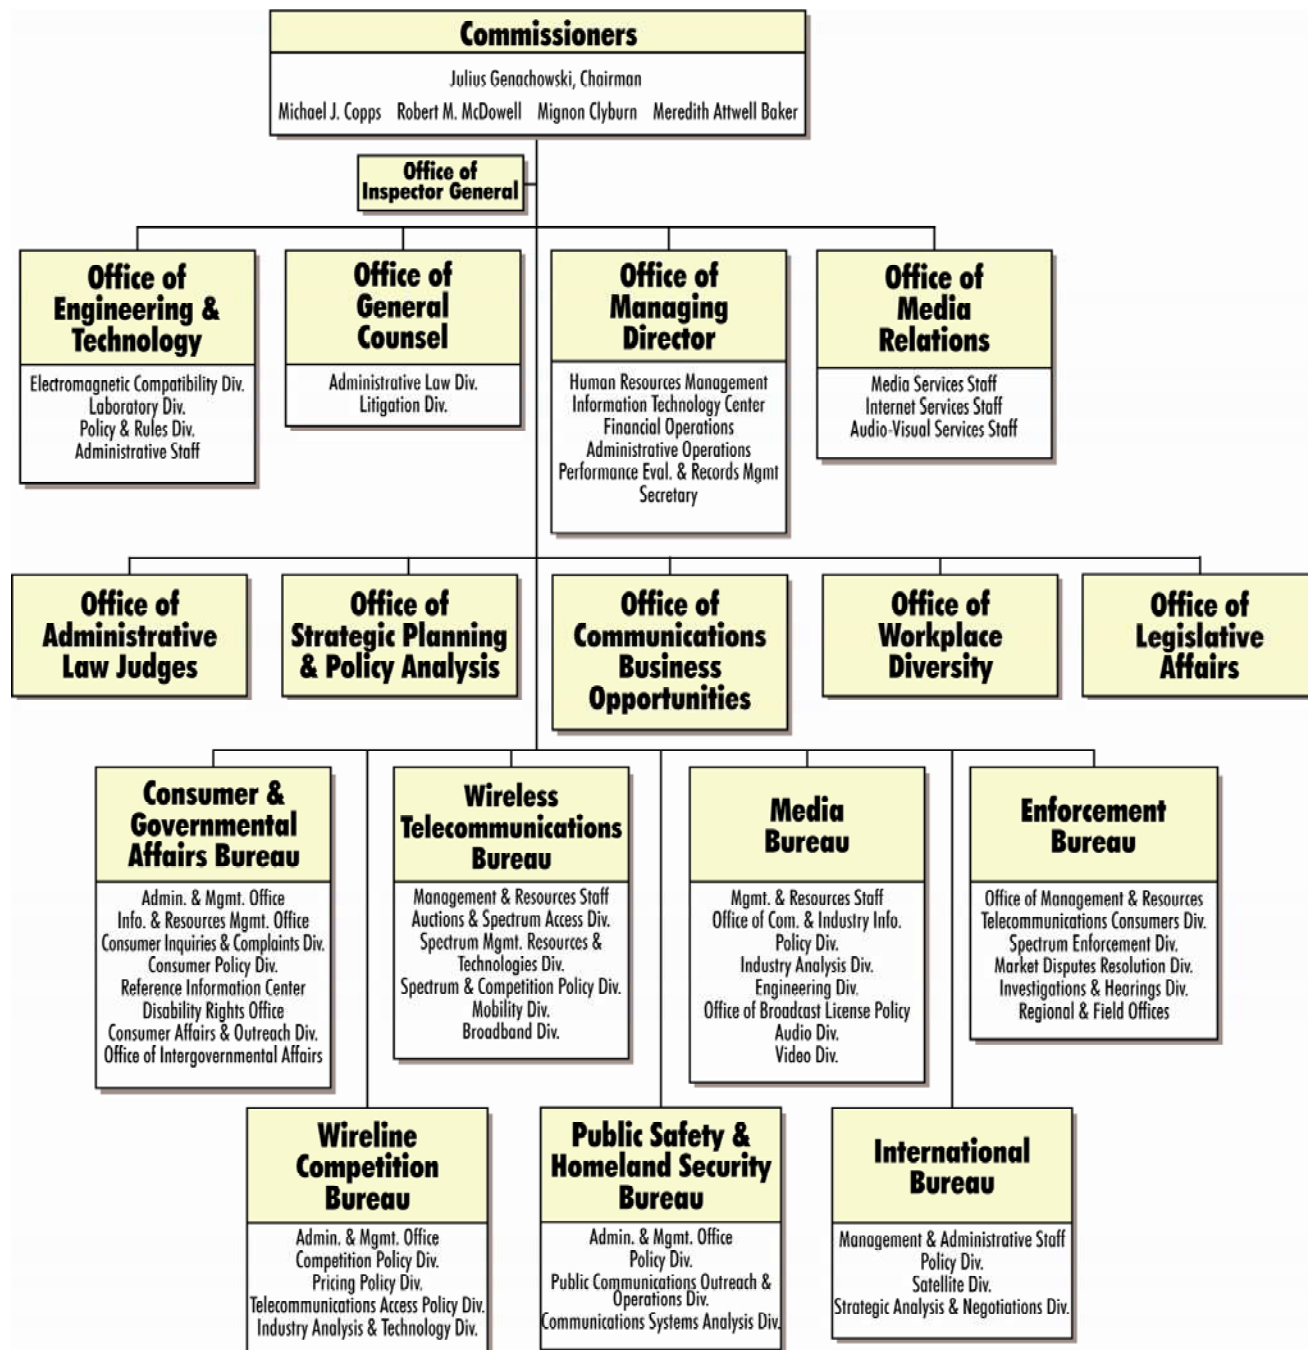 Commissioners
Julius Genachowski, Chairman
Michael J. Copps Robert M. McDowell Mignon Clyburn Meredith Attwell Baker
Office of
Inspector General
Office of
Engineering &
Technology
Electromagnetic Compatibility Div.
Laboratory Div.
Policy & Rules Div.
Administrative Staff
Office of
General
Counsel
Administrative Law Div.
Litigation Div.
Office of
Managing
Director
Human Resources Management
Information Technology Center
Financial Operations
Administrative Operations
Performance Eval. & Records Mgmt
Secretary
Office of
Media
Relations
Media Services Staff
Internet Services Staff
Audio-Visual Services Staff
Office of
Administrative
Law Judges
Office of
Strategic Planning
& Policy Analysis
Office of
Communications
Business
Opportunities
Office of
Workplace
Diversity
Office of
Legislative
Affairs
Consumer &
Governmental
Affairs Bureau
Admin. & Mgmt. Office
Info. & Resources Mgmt. Office
Consumer Inquiries & Complaints Div.
Consumer Policy Div.
Reference Information Center
Disability Rights Office
Consumer Affairs & Outreach Div.
Office of Intergovernmental Affairs
Wireless
Telecommunications
Bureau
Management & Resources Staff
Auctions & Spectrum Access Div.
Spectrum Mgmt. Resources &
Technologies Div.
Spectrum & Competition Policy Div.
Mobility Div.
Broadband Div.
Media
Bureau
Mgmt. & Resources Staff
Office of Com. & Industry Info.
Policy Div.
Industry Analysis Div.
Engineering Div.
Office of Broadcast License Policy
Audio Div.
Video Div.
Enforcement
Bureau
Office of Management & Resources
Telecommunications Consumers Div.
Spectrum Enforcement Div.
Market Disputes Resolution Div.
Investigations & Hearings Div.
Regional & Field Offices
Wireline
Competition
Bureau
Admin. & Mgmt. Office
Competition Policy Div.
Pricing Policy Div.
Telecommunications Access Policy Div.
Industry Analysis & Technology Div.
Public Safety &
Homeland Security
Bureau
Admin. & Mgmt. Office
Policy Div.
Public Communications Outreach &
Operations Div.
Communications Systems Analysis Div.
International
Bureau
Management & Administrative Staff
Policy Div.
Satellite Div.
Strategic Analysis & Negotiations Div.